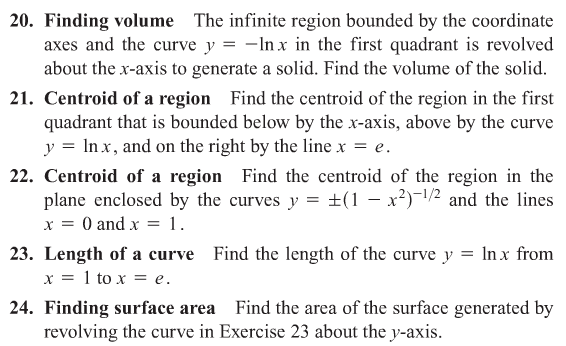 20. Finding volume The infinite region bounded by the coordinate
axes and the curve y = −ln x in the first quadrant is revolved
about the x-axis to generate a solid. Find the volume of the solid.
21. Centroid of a region Find the centroid of the region in the first
quadrant that is bounded below by the x-axis, above by the curve
y = ln x, and on the right by the line x = e.
22. Centroid of a region Find the centroid of the region in the
plane enclosed by the curves y = ±(1 − x²)⁻¹/² and the lines
x = 0 and x = 1.
23. Length of a curve Find the length of the curve y = ln x from
x = 1 to x = e.
24. Finding surface area Find the area of the surface generated by
revolving the curve in Exercise 23 about the y-axis.